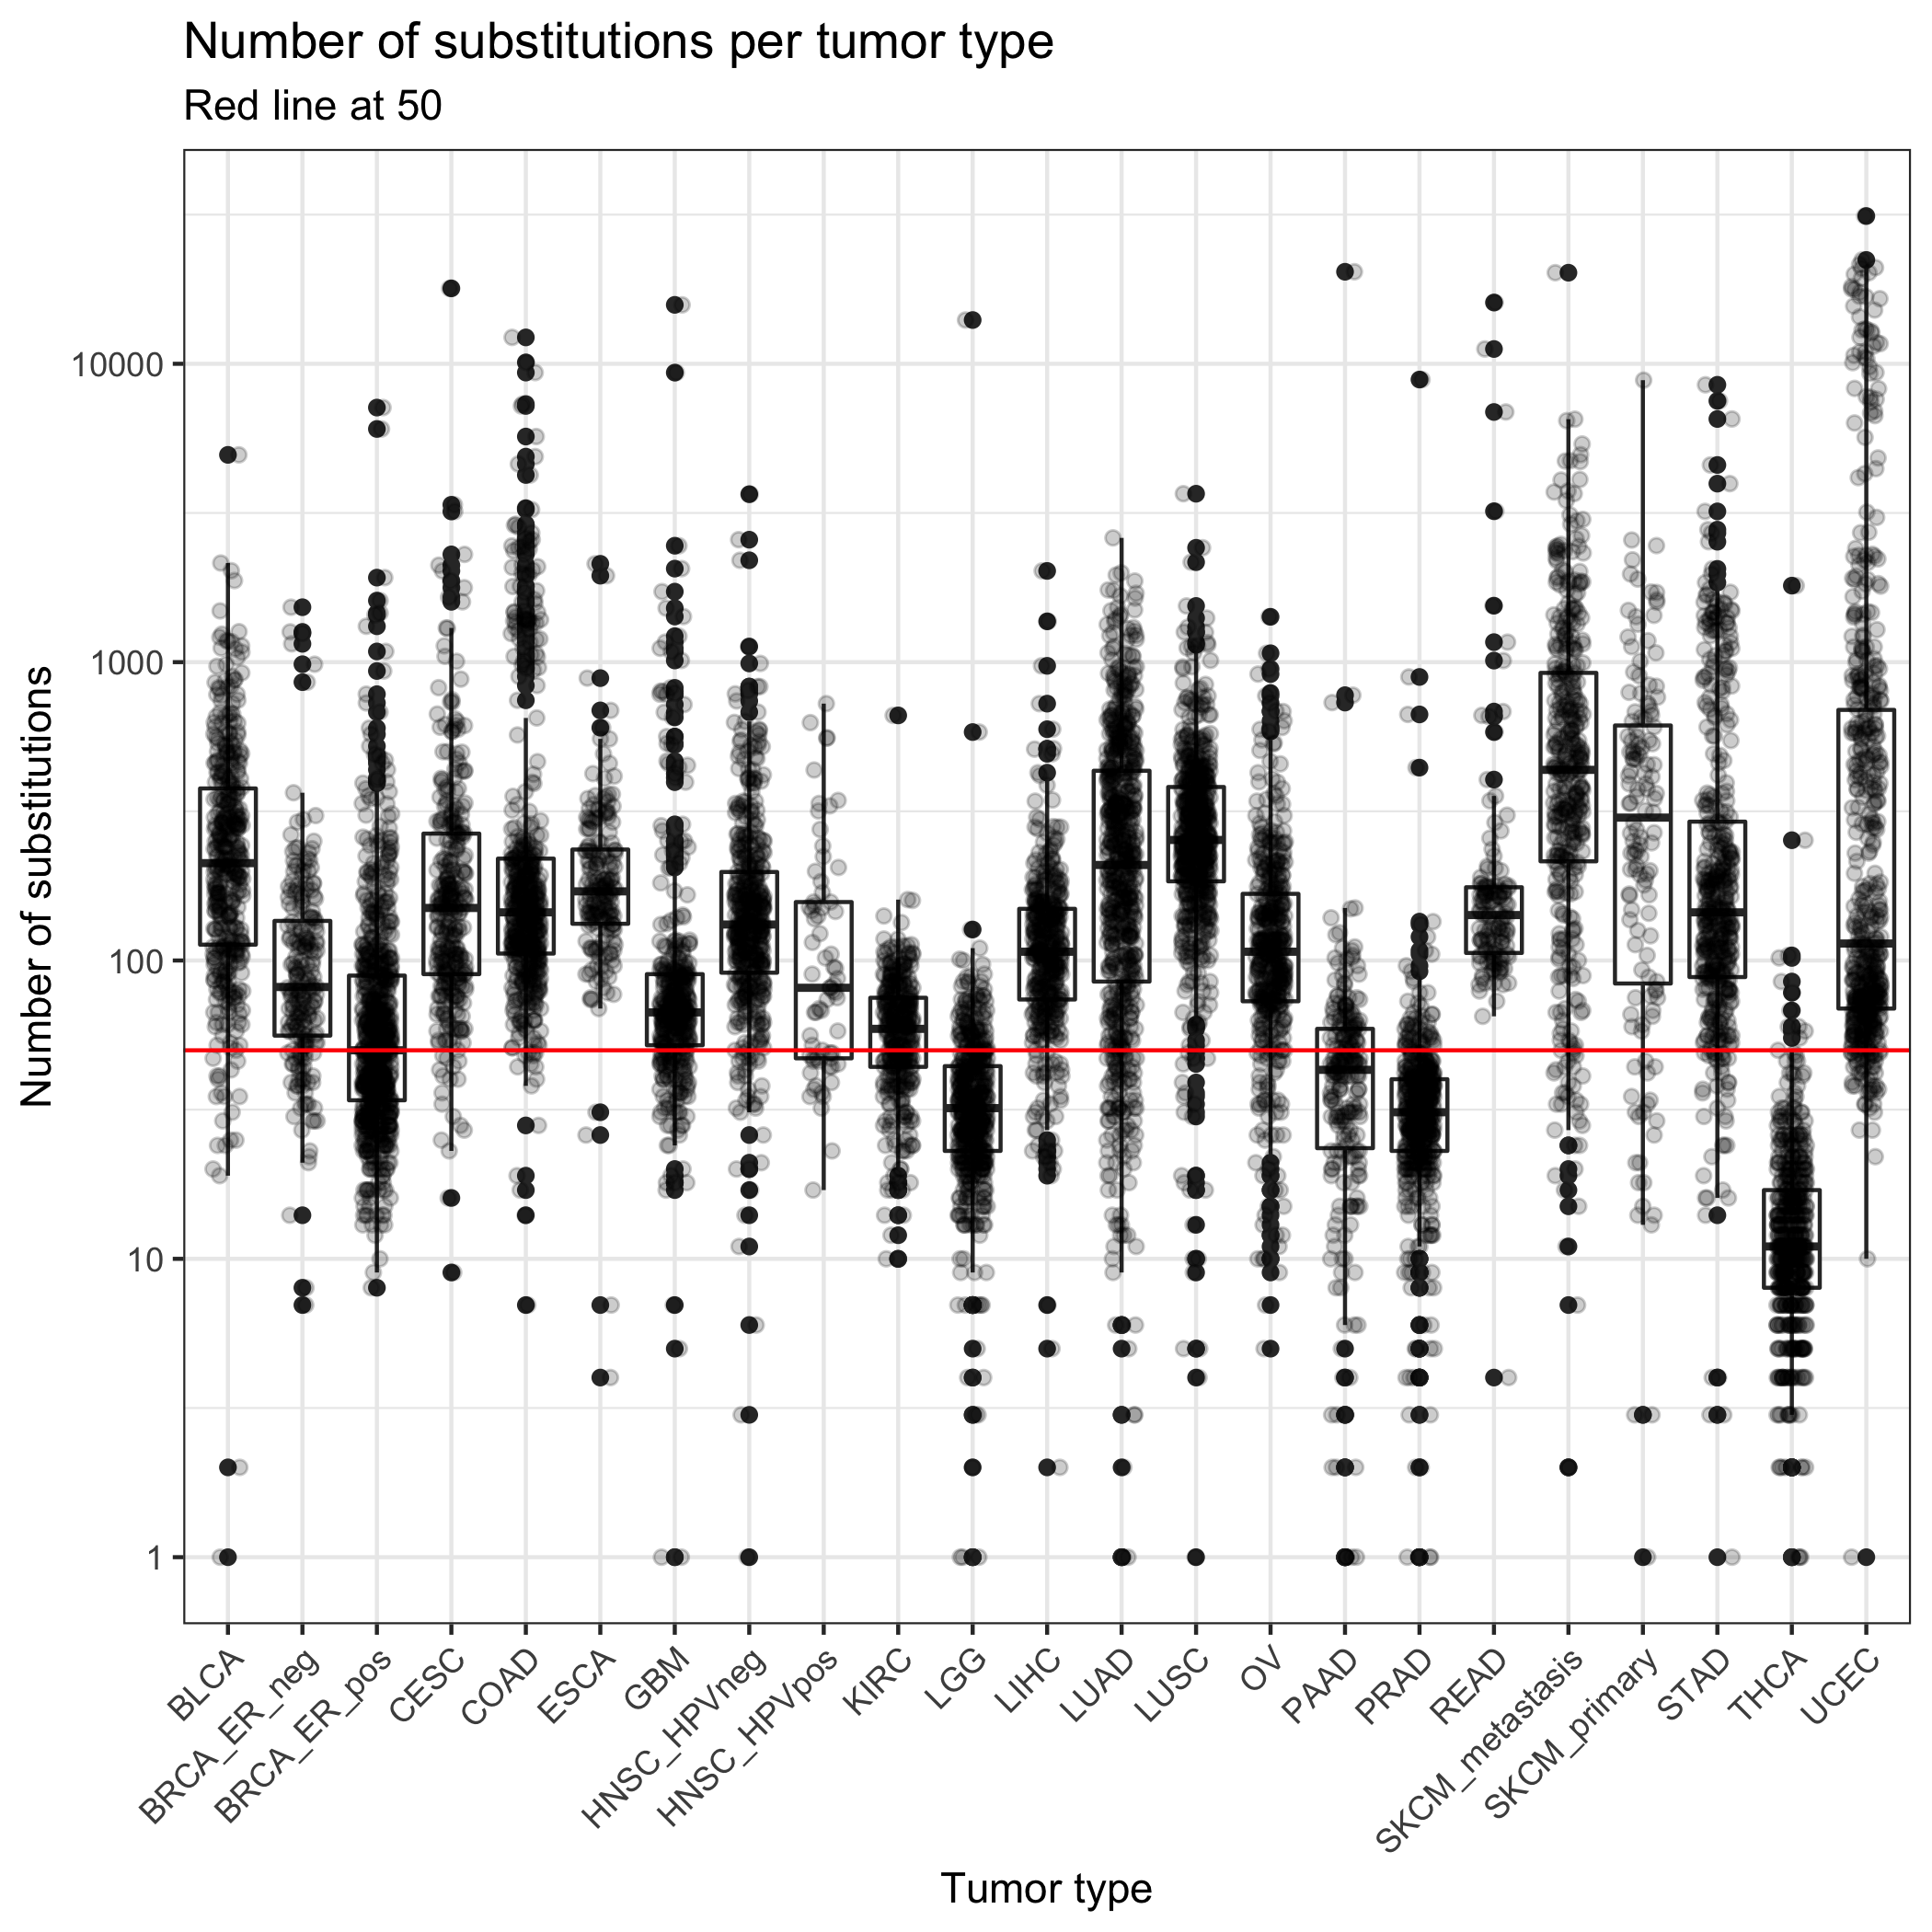 Number of substitutions per tumor type
Red line at 50
Number of substitutions
10000
1000
100
10
1
BLCA
BRCA_ER_neg
BRCA_ER_pos
CESC
COAD
ESCA
GBM
HNSC_HPVneg
HNSC_HPVpos
KIRC
LGG
LIHC
LUAD
LUSC
OV
PAAD
PRAD
READ
SKCM_metastasis
SKCM_primary
STAD
THCA
UCEC
Tumor type